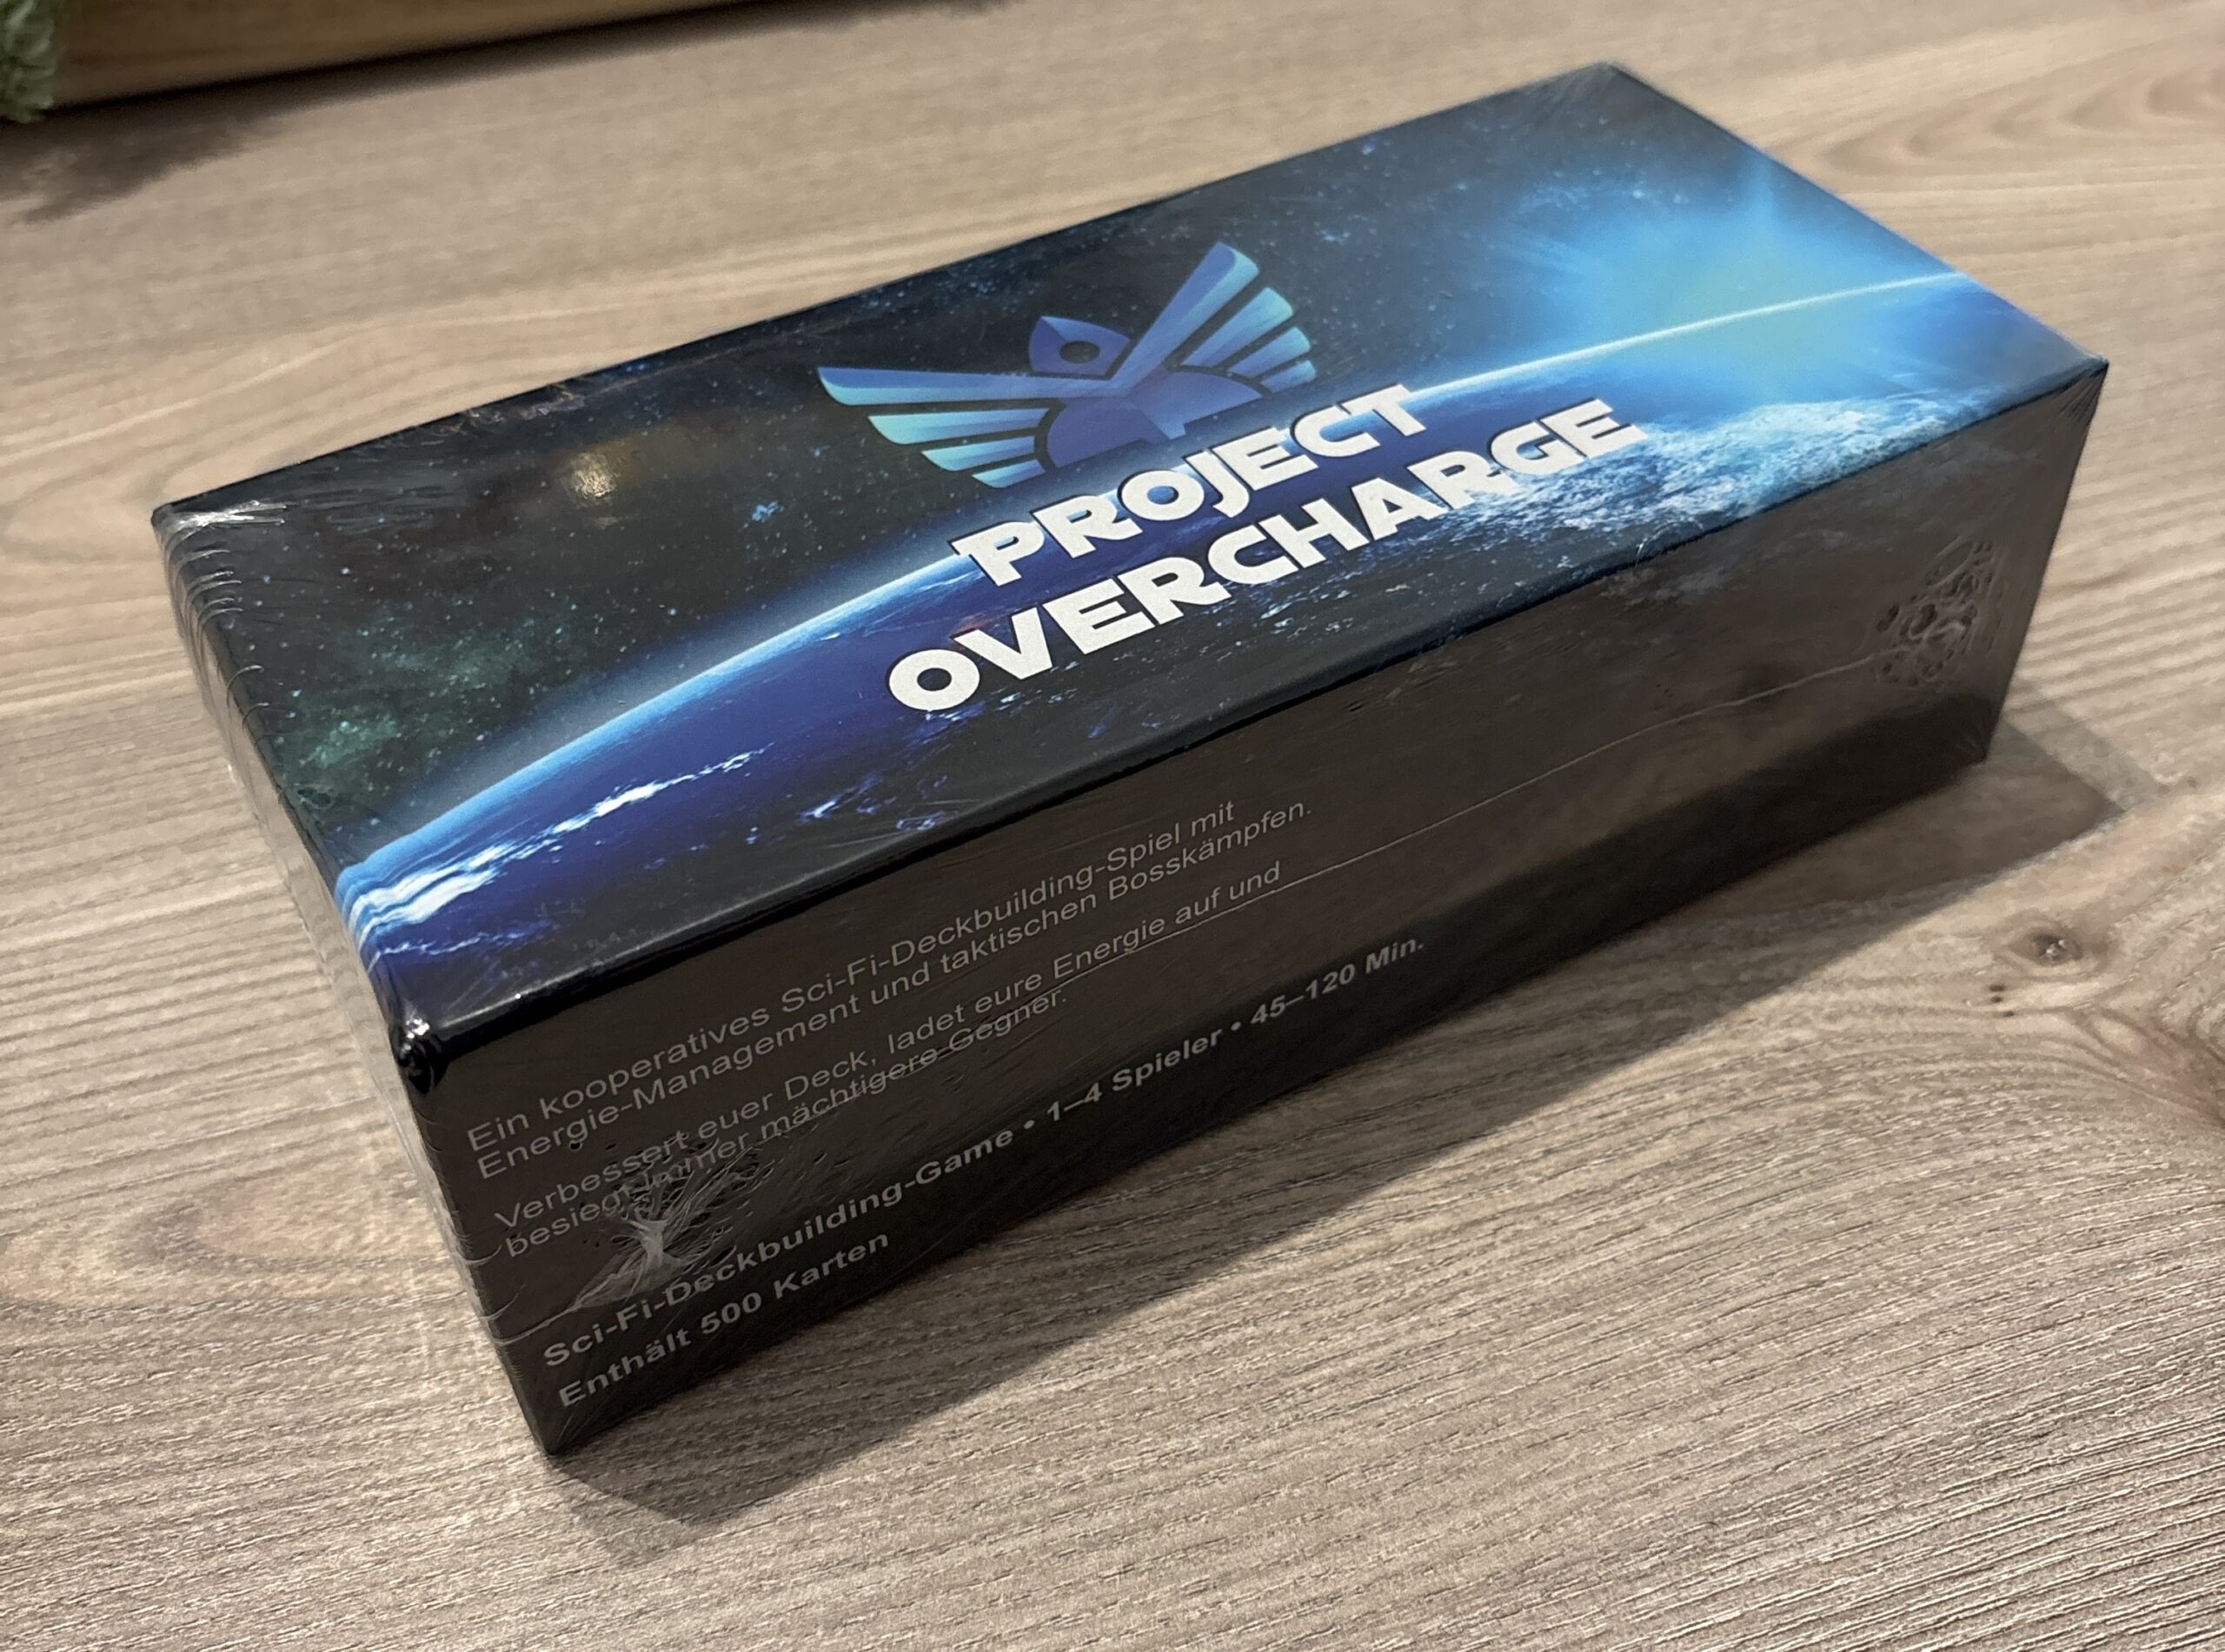 PROJECT
OVERCHARGE
Ein kooperatives Sci-Fi-Deckbuilding-Spiel mit
Energie-Management und taktischen Bosskämpfen.
Verbessert euer Deck, ladet eure Energie auf und
besiegt immer mächtigere Gegner.
Sci-Fi-Deckbuilding-Game • 1–4 Spieler • 45–120 Min.
Enthält 500 Karten